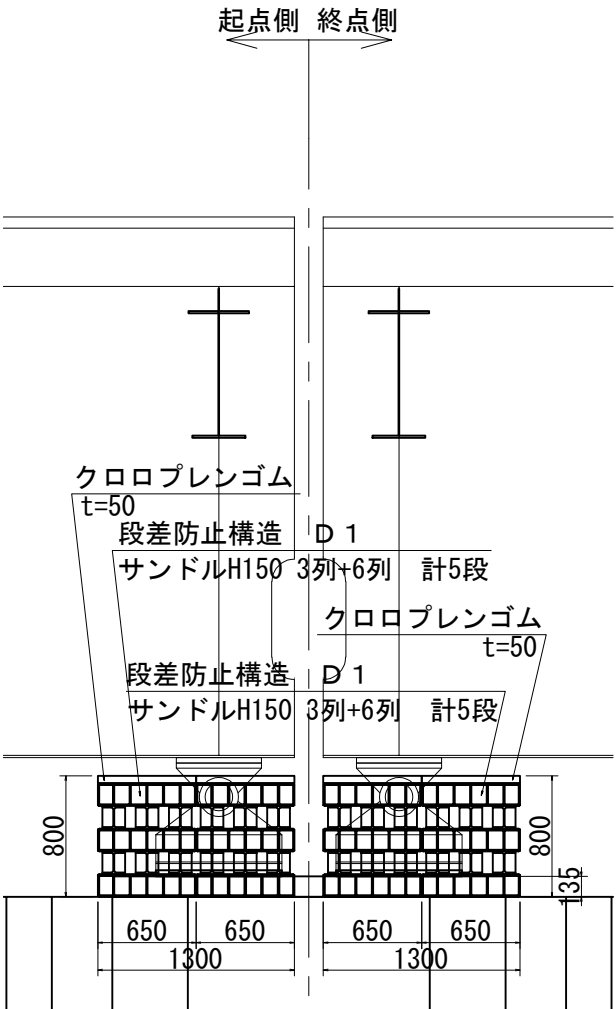 起点側 終点側
クロロプレンゴム
t=50
段差防止構造 D1
サンドルH150 3列+6列 計5段
クロロプレンゴム
t=50
段差防止構造 D1
サンドルH150 3列+6列 計5段
800
800
135
650 650 650 650
1300 1300